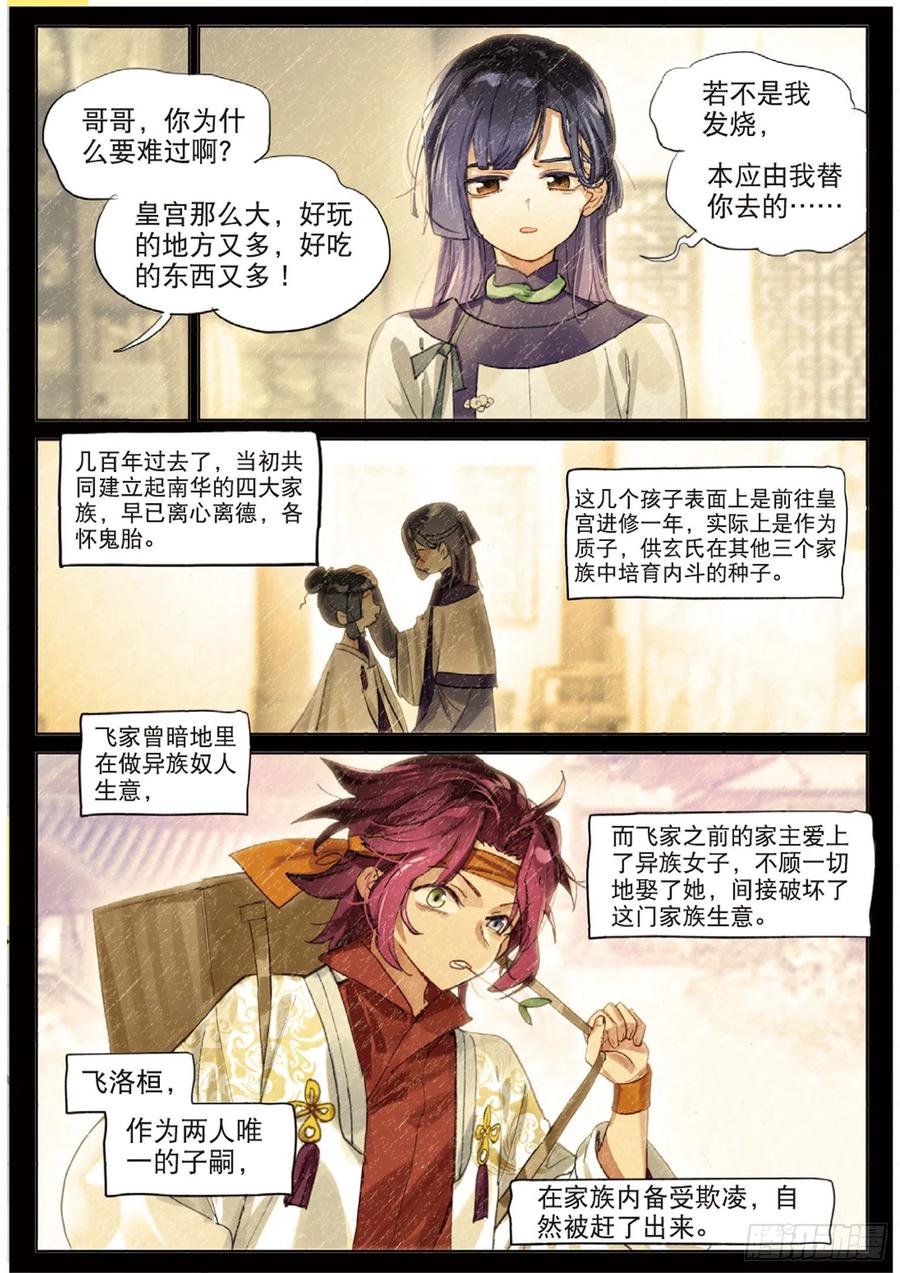 哥哥，你为什
么要难过啊?
皇宫那么大，好玩
的地方又多，好吃
的东西又多！
若不是我
发烧，
本应由我替
你去的……
几百年过去了，当初共
同建立起南华的四大家
族，早已离心离德，各
怀鬼胎。
这几个孩子表面上是前往皇
宫进修一年，实际上是作为
质子，供玄氏在其他三个家
族中培育内斗的种子。
飞家曾暗地里
在做异族奴人
生意，
而飞家之前的家主爱上
了异族女子，不顾一切
地娶了她，间接破坏了
这门家族生意。
飞洛桓，
作为两人唯
一的子嗣，
在家族内备受欺凌，自
然被赶了出来。
腾讯动漫